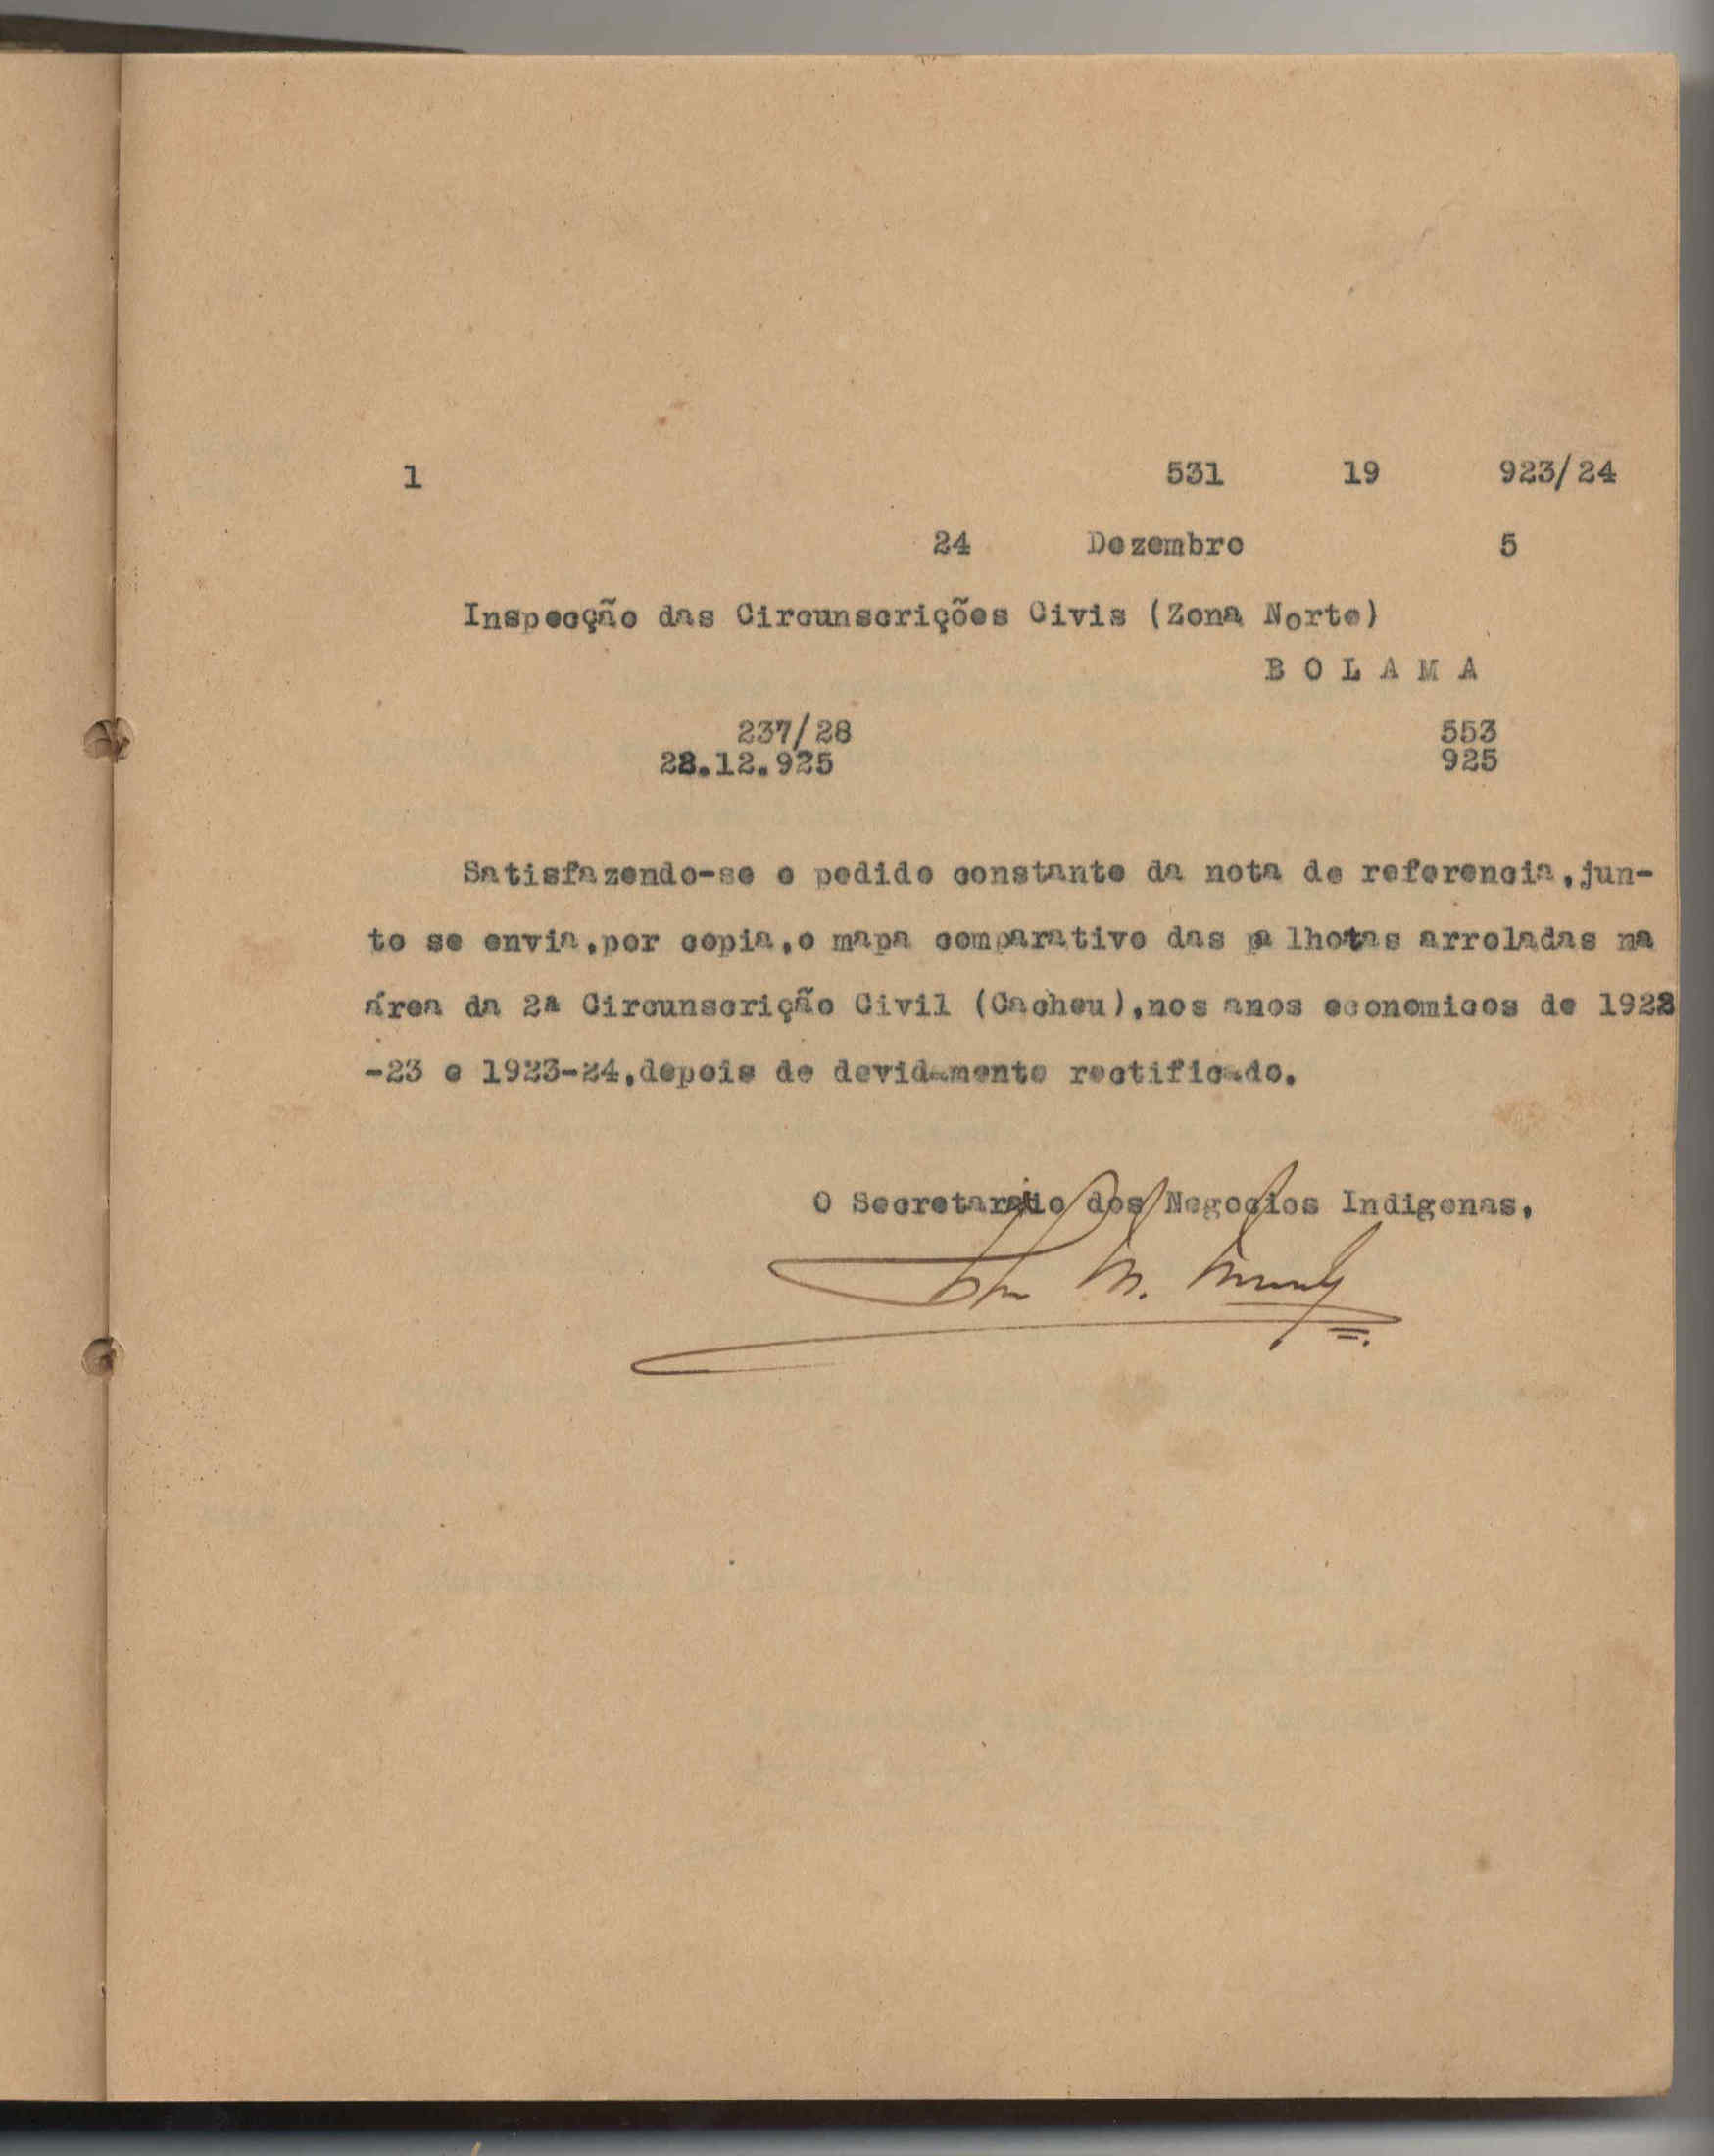 1 531 19 923/24
24 Dezembro 5
Inspecção das Circunscrições Civis (Zona Norte)
B O L A M A
237/28 553
23.12.925 925
Satisfazendo-se o pedido constante da nota de referencia,jun-
to se envia,por copia,o mapa comparativo das palhotas arroladas na
área da 2ª Circunscrição Civil (Cacheu),nos anos economicos de 1922
-23 e 1923-24,depois de devidamente rectificado.
O Secretario dos Negocios Indigenas,